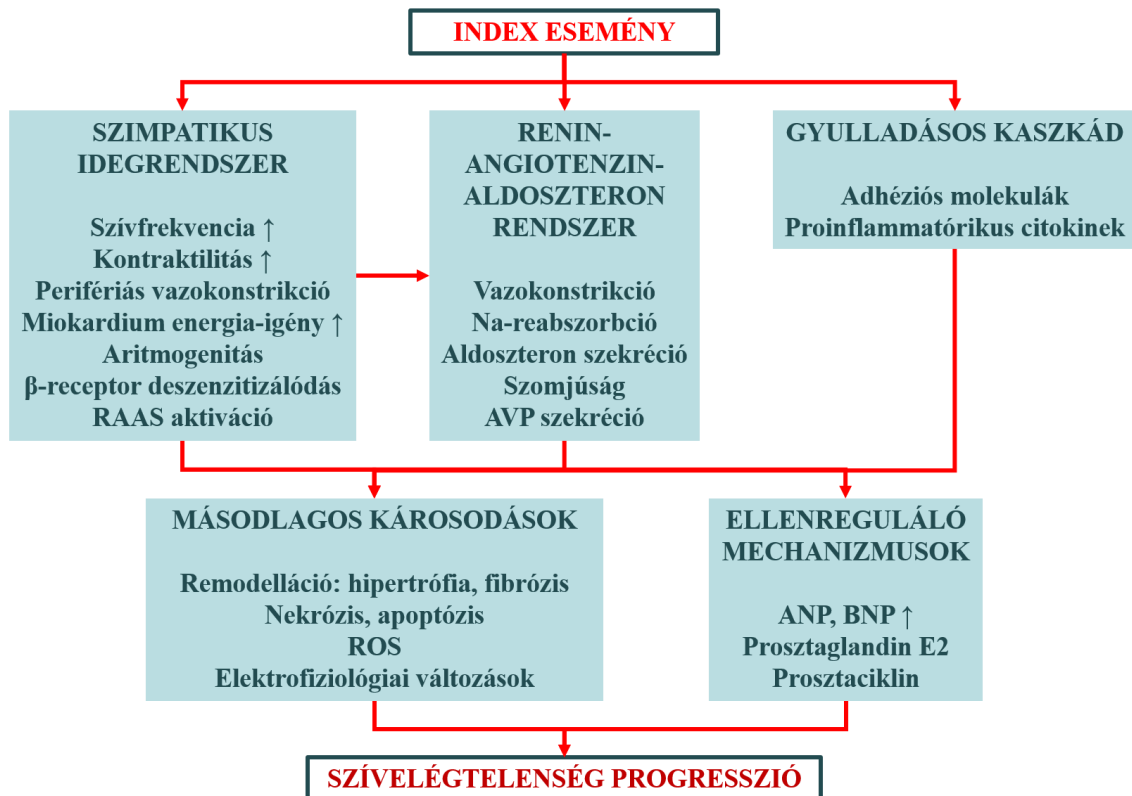 INDEX ESEMÉNY
SZIMPATIKUS
IDEGRENDSZER
Szívfrekvencia ↑
Kontraktilitás ↑
Perifériás vazokonstrikció
Miokardium energia-igény ↑
Aritmogenitás
β-receptor deszenzitizálódás
RAAS aktiváció
RENIN-
ANGIOTENZIN-
ALDOSZTERON
RENDSZER
Vazokonstrikció
Na-reabszorbció
Aldoszteron szekréció
Szomjúság
AVP szekréció
GYULLADÁSOS KASZKÁD
Adhéziós molekulák
Proinflammatórikus citokinek
MÁSODLAGOS KÁROSODÁSOK
Remodelláció: hipertrófia, fibrózis
Nekrózis, apoptózis
ROS
Elektrofiziológiai változások
ELLENREGULÁLÓ
MECHANIZMUSOK
ANP, BNP ↑
Prosztaglandin E2
Prosztaciklin
SZÍVELÉGTELENSÉG PROGRESSZIÓ